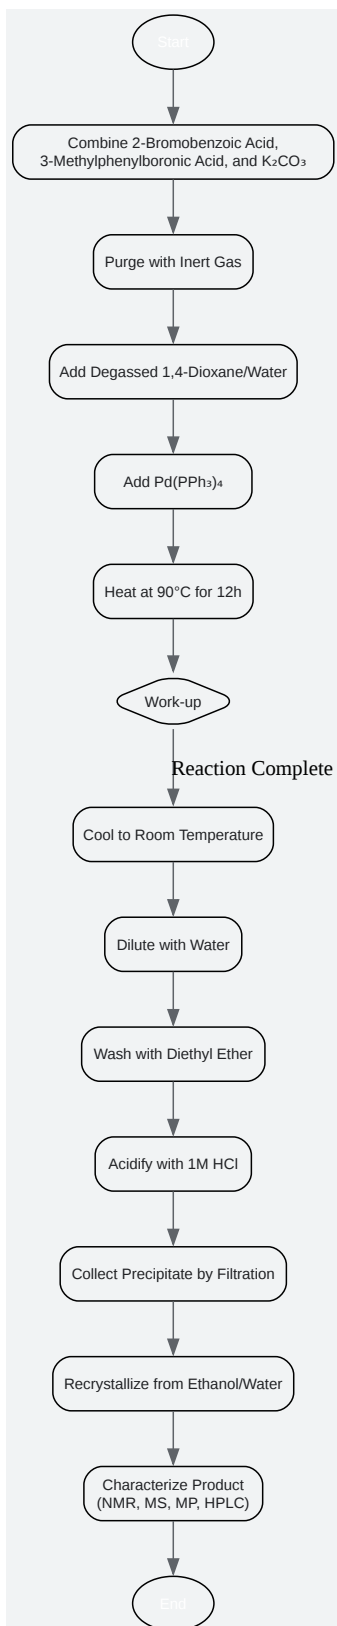 Start
Combine 2-Bromobenzoic Acid,
3-Methylphenylboronic Acid, and K₂CO₃
Purge with Inert Gas
Add Degassed 1,4-Dioxane/Water
Add Pd(PPh₃)₄
Heat at 90°C for 12h
Work-up
Reaction Complete
Cool to Room Temperature
Dilute with Water
Wash with Diethyl Ether
Acidify with 1M HCl
Collect Precipitate by Filtration
Recrystallize from Ethanol/Water
Characterize Product
(NMR, MS, MP, HPLC)
End